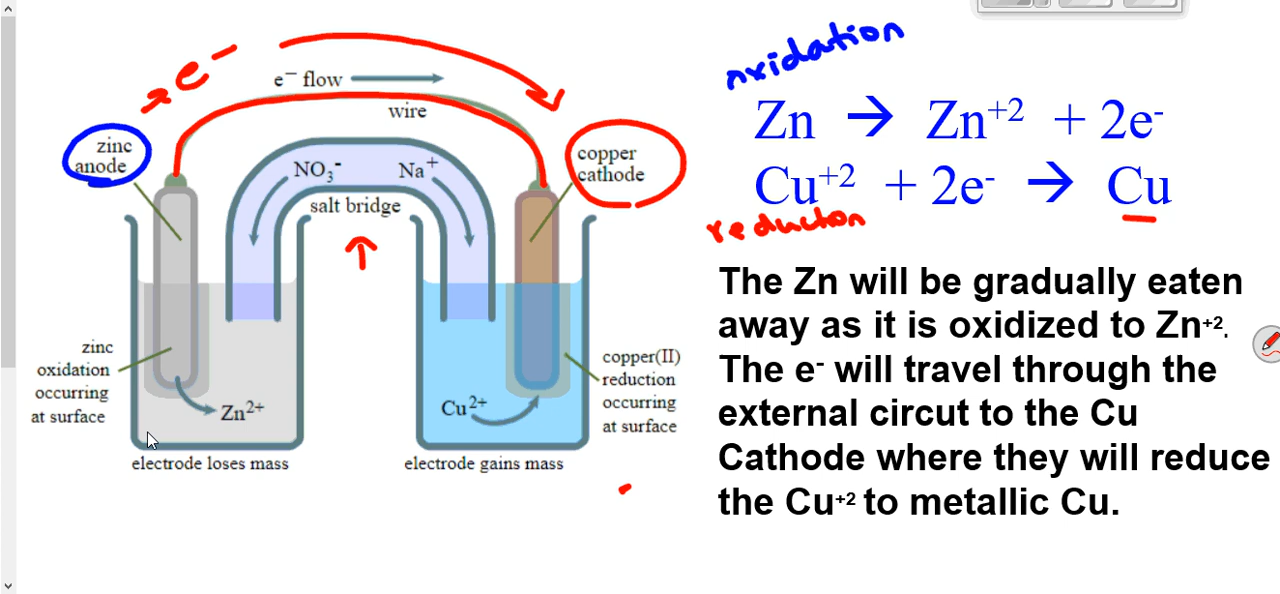 e-
e⁻ flow
wire
zinc
anode
copper
cathode
NO₃⁻
Na⁺
salt bridge
zinc
oxidation
occurring
at surface
Zn²⁺
Cu²⁺
copper(II)
reduction
occurring
at surface
electrode loses mass
electrode gains mass
oxidation
Zn → Zn⁺² + 2e⁻
Cu⁺² + 2e⁻ → Cu
reducton
The Zn will be gradually eaten
away as it is oxidized to Zn⁺².
The e⁻ will travel through the
external circut to the Cu
Cathode where they will reduce
the Cu⁺² to metallic Cu.